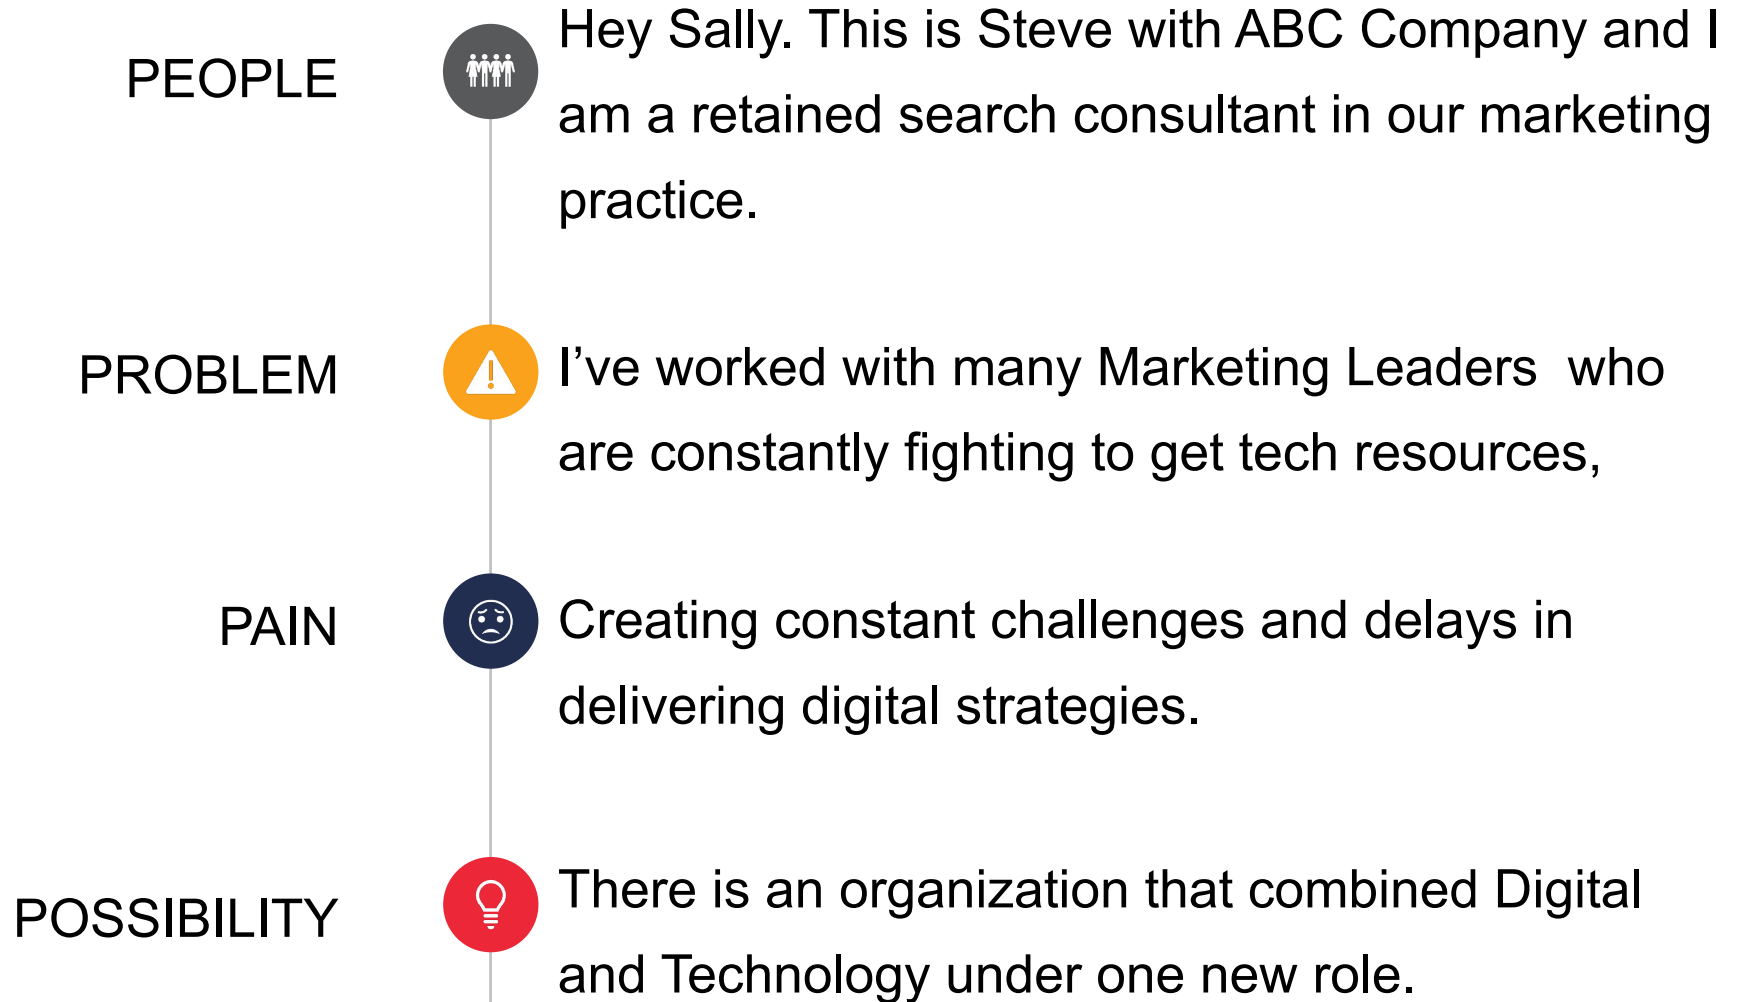 PEOPLE
Hey Sally. This is Steve with ABC Company and I
am a retained search consultant in our marketing
practice.
PROBLEM
I’ve worked with many Marketing Leaders  who
are constantly fighting to get tech resources,
PAIN
Creating constant challenges and delays in
delivering digital strategies.
POSSIBILITY
There is an organization that combined Digital
and Technology under one new role.